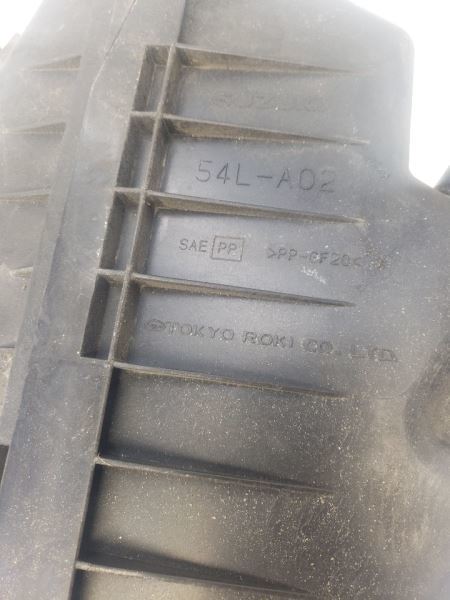 SUZUKI
54L-A02
SAE PP >PP-GF20<
TOKYO ROKI CO., LTD.